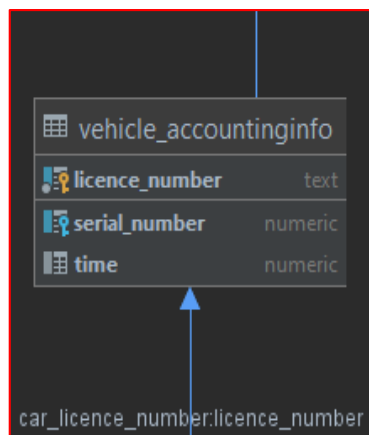 vehicle_accountinginfo
licence_number text
serial_number numeric
time numeric
car_licence_number:licence_number